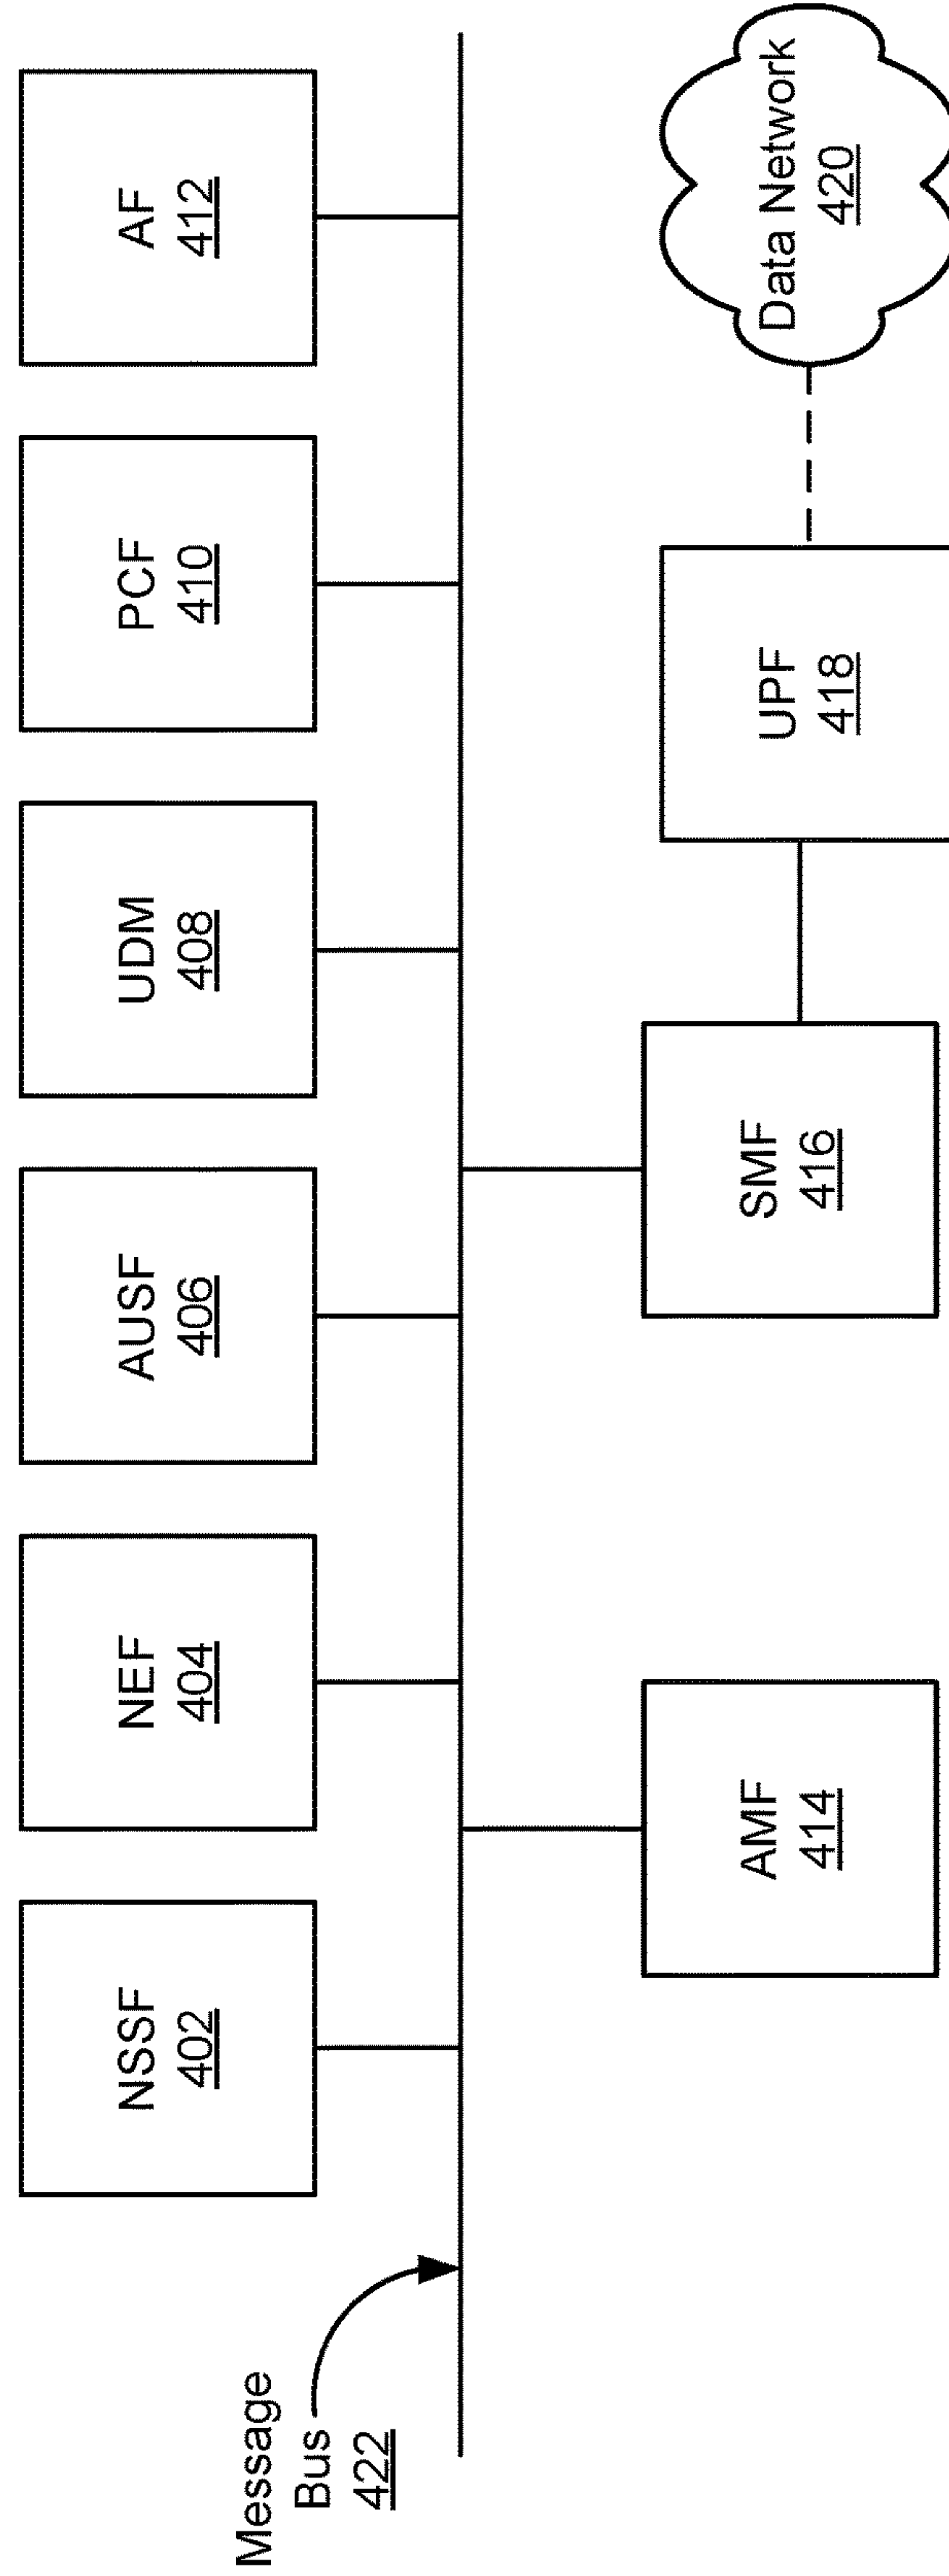 NSSF
402
NEF
404
AUSF
406
UDM
408
PCF
410
AF
412
Message
Bus
422
AMF
414
SMF
416
UPF
418
Data Network
420